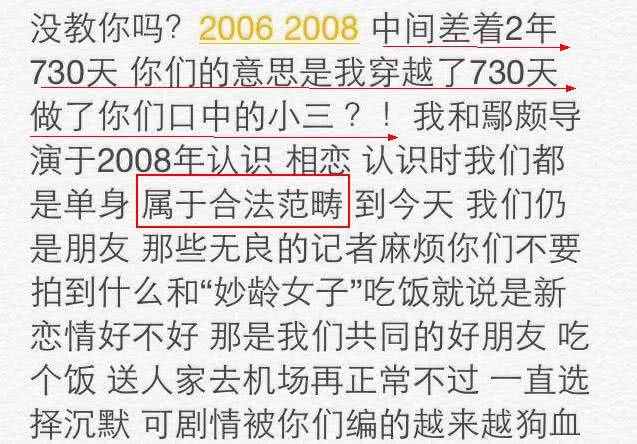 没教你吗？2006 2008 中间差着2年
730天 你们的意思是我穿越了730天
做了你们口中的小三？！ 我和鄢颇导
演于2008年认识 相恋 认识时我们都
是单身 属于合法范畴 到今天 我们仍
是朋友 那些无良的记者麻烦你们不要
拍到什么和“妙龄女子”吃饭就说是新
恋情好不好 那是我们共同的好朋友 吃
个饭 送人家去机场再正常不过 一直选
择沉默 可剧情被你们编的越来越狗血